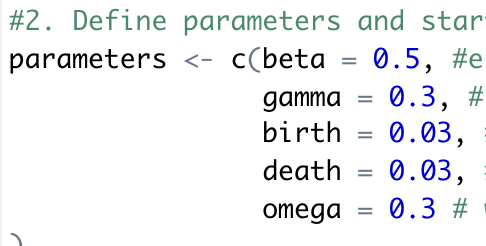 #2. Define parameters and
parameters <- c(beta = 0.5, #
gamma = 0.3, #
birth = 0.03,
death = 0.03,
omega = 0.3 #
)